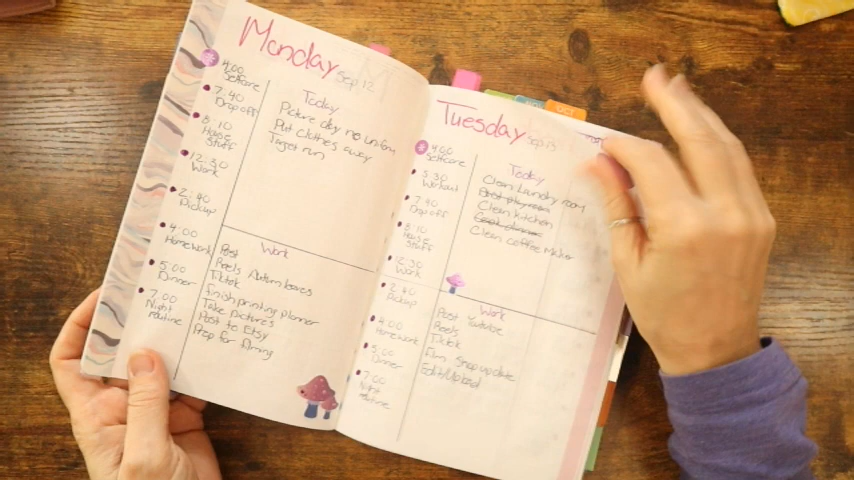 Monday Sep 12
4:00
Selfcare
7:40
Drop off
8:10
House
Stuff
12:30
Work
2:40
Pickup
4:00
Homework
5:00
Dinner
7:00
Night
routine
Today
Picture day no uniform
Put clothes away
Target run
Work
Post
Reels Autumn leaves
Tiktok
finish printing planner
Take pictures
Post to Etsy
Prep for filming
Tuesday Sep 13
4:00
Selfcare
5:30
Workout
7:40
Drop off
8:10
House
Stuff
12:30
Work
2:40
Pickup
4:00
Homework
5:00
Dinner
7:00
Night
routine
Today
Clean Laundry room
Clean kitchen
Clean coffee maker
Work
Post Youtube
Reels
Tiktok
Film Shop update
Edit/Upload